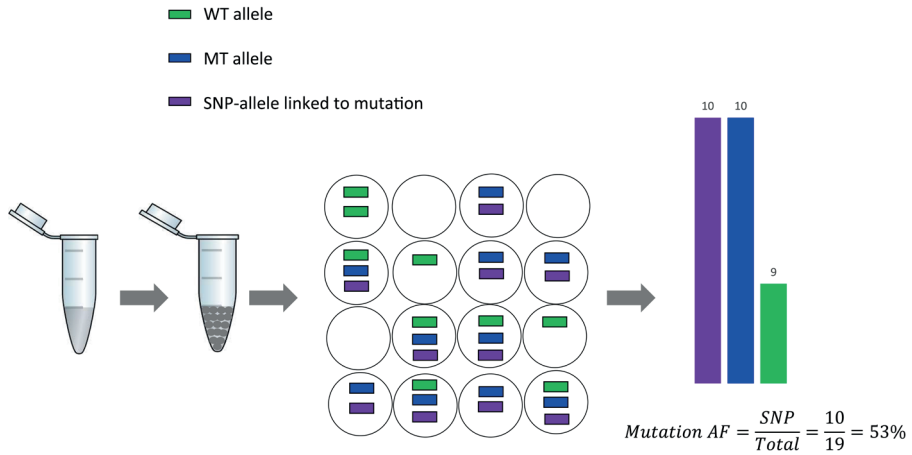 WT allele
MT allele
SNP-allele linked to mutation
10 10
9
Mutation AF = SNP / Total = 10 / 19 = 53%